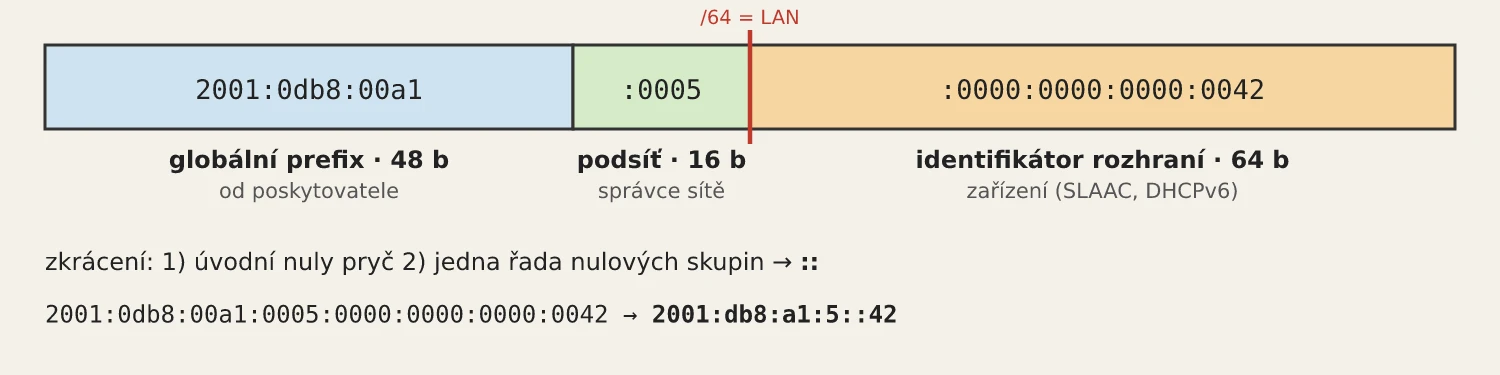 /64 = LAN
2001:0db8:00a1 :0005 :0000:0000:0000:0042
globální prefix · 48 b podsíť · 16 b identifikátor rozhraní · 64 b
od poskytovatele správce sítě zařízení (SLAAC, DHCPv6)
zkrácení: 1) úvodní nuly pryč 2) jedna řada nulových skupin → ::
2001:0db8:00a1:0005:0000:0000:0000:0042 → 2001:db8:a1:5::42